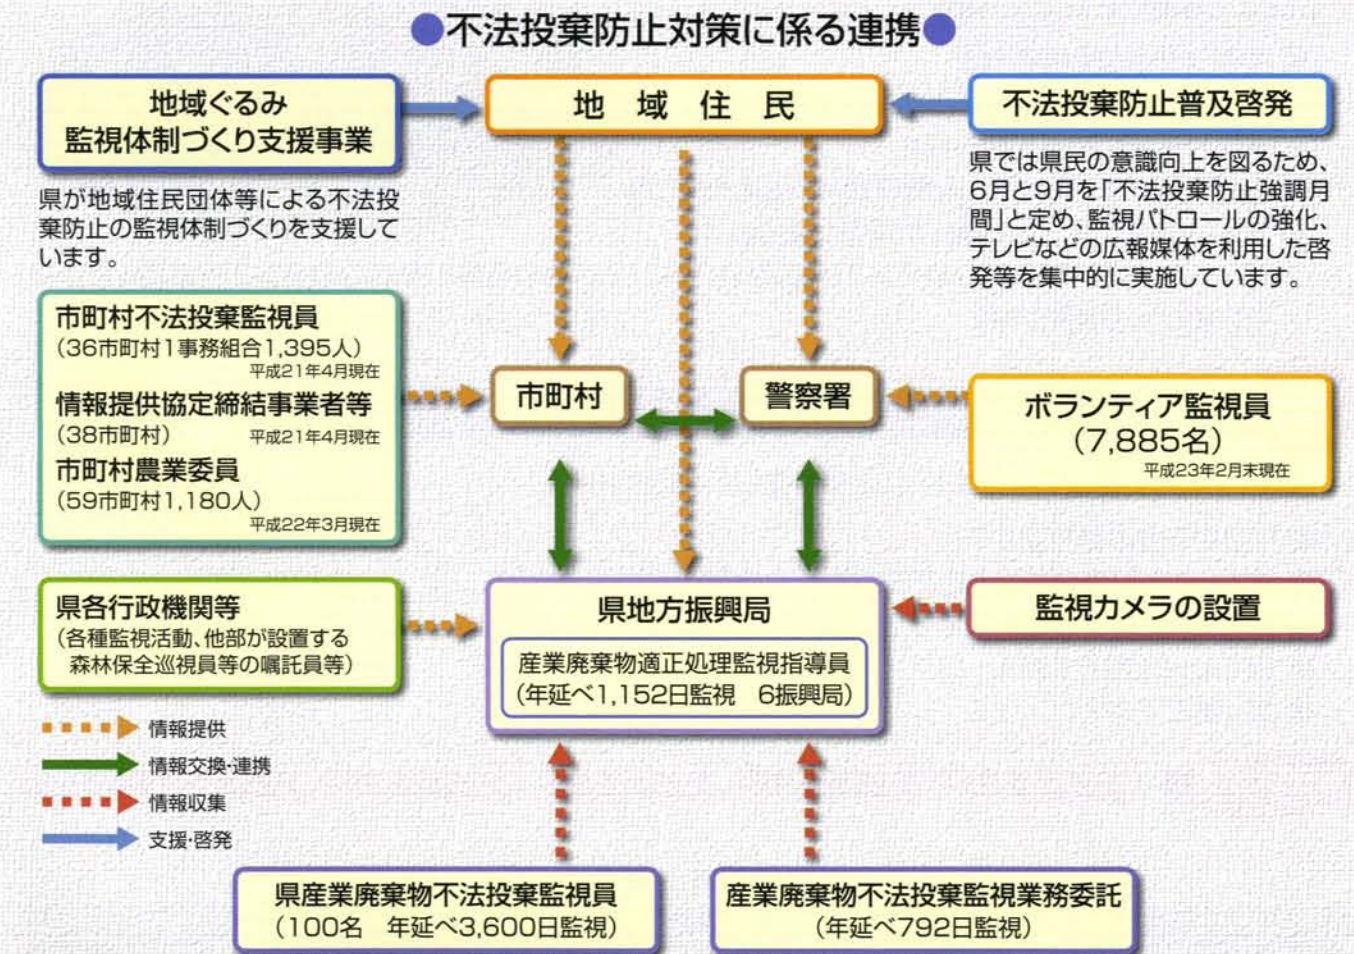 ●不法投棄防止対策に係る連携●
地域ぐるみ
監視体制づくり支援事業
県が地域住民団体等による不法投
棄防止の監視体制づくりを支援して
います。
地域住民
不法投棄防止普及啓発
県では県民の意識向上を図るため、
6月と9月を「不法投棄防止強調月
間」と定め、監視パトロールの強化、
テレビなどの広報媒体を利用した啓
発等を集中的に実施しています。
市町村不法投棄監視員
(36市町村1事務組合1,395人)
平成21年4月現在
情報提供協定締結事業者等
(38市町村) 平成21年4月現在
市町村農業委員
(59市町村1,180人)
平成22年3月現在
市町村
警察署
ボランティア監視員
(7,885名)
平成23年2月末現在
県各行政機関等
(各種監視活動、他部が設置する
森林保全巡視員等の嘱託員等)
県地方振興局
産業廃棄物適正処理監視指導員
(年延べ1,152日監視 6振興局)
監視カメラの設置
情報提供
情報交換・連携
情報収集
支援・啓発
県産業廃棄物不法投棄監視員
(100名 年延べ3,600日監視)
産業廃棄物不法投棄監視業務委託
(年延べ792日監視)